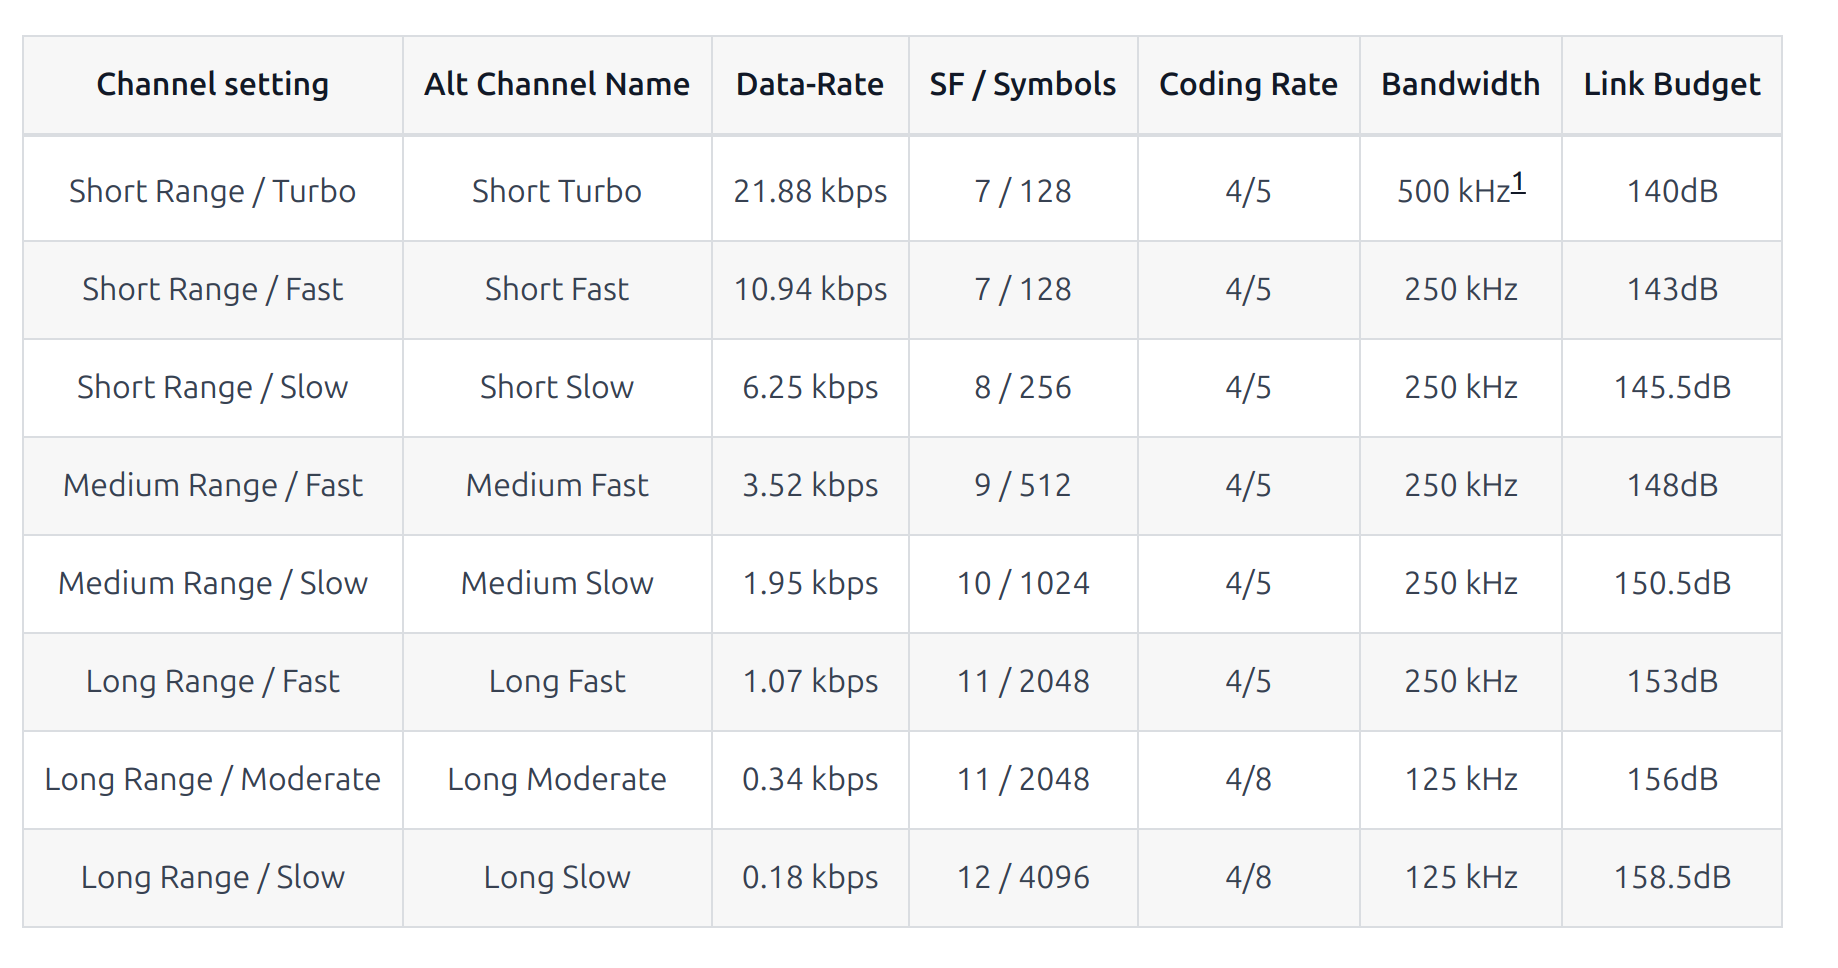 Channel setting Alt Channel Name Data-Rate SF / Symbols Coding Rate Bandwidth Link Budget
Short Range / Turbo Short Turbo 21.88 kbps 7 / 128 4/5 500 kHz1 140dB
Short Range / Fast Short Fast 10.94 kbps 7 / 128 4/5 250 kHz 143dB
Short Range / Slow Short Slow 6.25 kbps 8 / 256 4/5 250 kHz 145.5dB
Medium Range / Fast Medium Fast 3.52 kbps 9 / 512 4/5 250 kHz 148dB
Medium Range / Slow Medium Slow 1.95 kbps 10 / 1024 4/5 250 kHz 150.5dB
Long Range / Fast Long Fast 1.07 kbps 11 / 2048 4/5 250 kHz 153dB
Long Range / Moderate Long Moderate 0.34 kbps 11 / 2048 4/8 125 kHz 156dB
Long Range / Slow Long Slow 0.18 kbps 12 / 4096 4/8 125 kHz 158.5dB